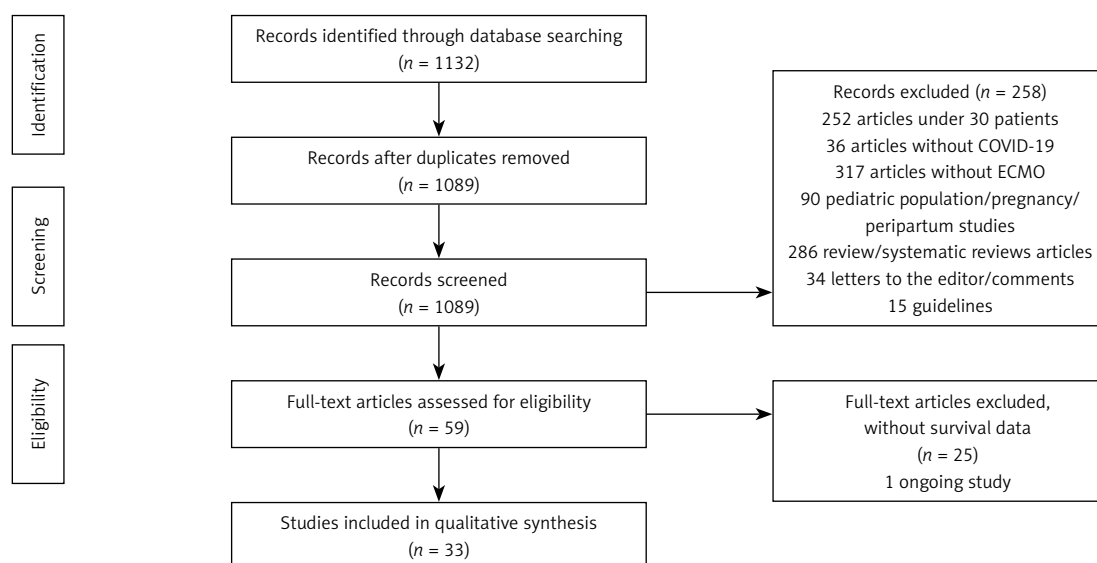 Identification
Records identified through database searching
(n = 1132)
Records after duplicates removed
(n = 1089)
Screening
Records screened
(n = 1089)
Records excluded (n = 258)
252 articles under 30 patients
36 articles without COVID-19
317 articles without ECMO
90 pediatric population/pregnancy/
peripartum studies
286 review/systematic reviews articles
34 letters to the editor/comments
15 guidelines
Eligibility
Full-text articles assessed for eligibility
(n = 59)
Full-text articles excluded,
without survival data
(n = 25)
1 ongoing study
Studies included in qualitative synthesis
(n = 33)